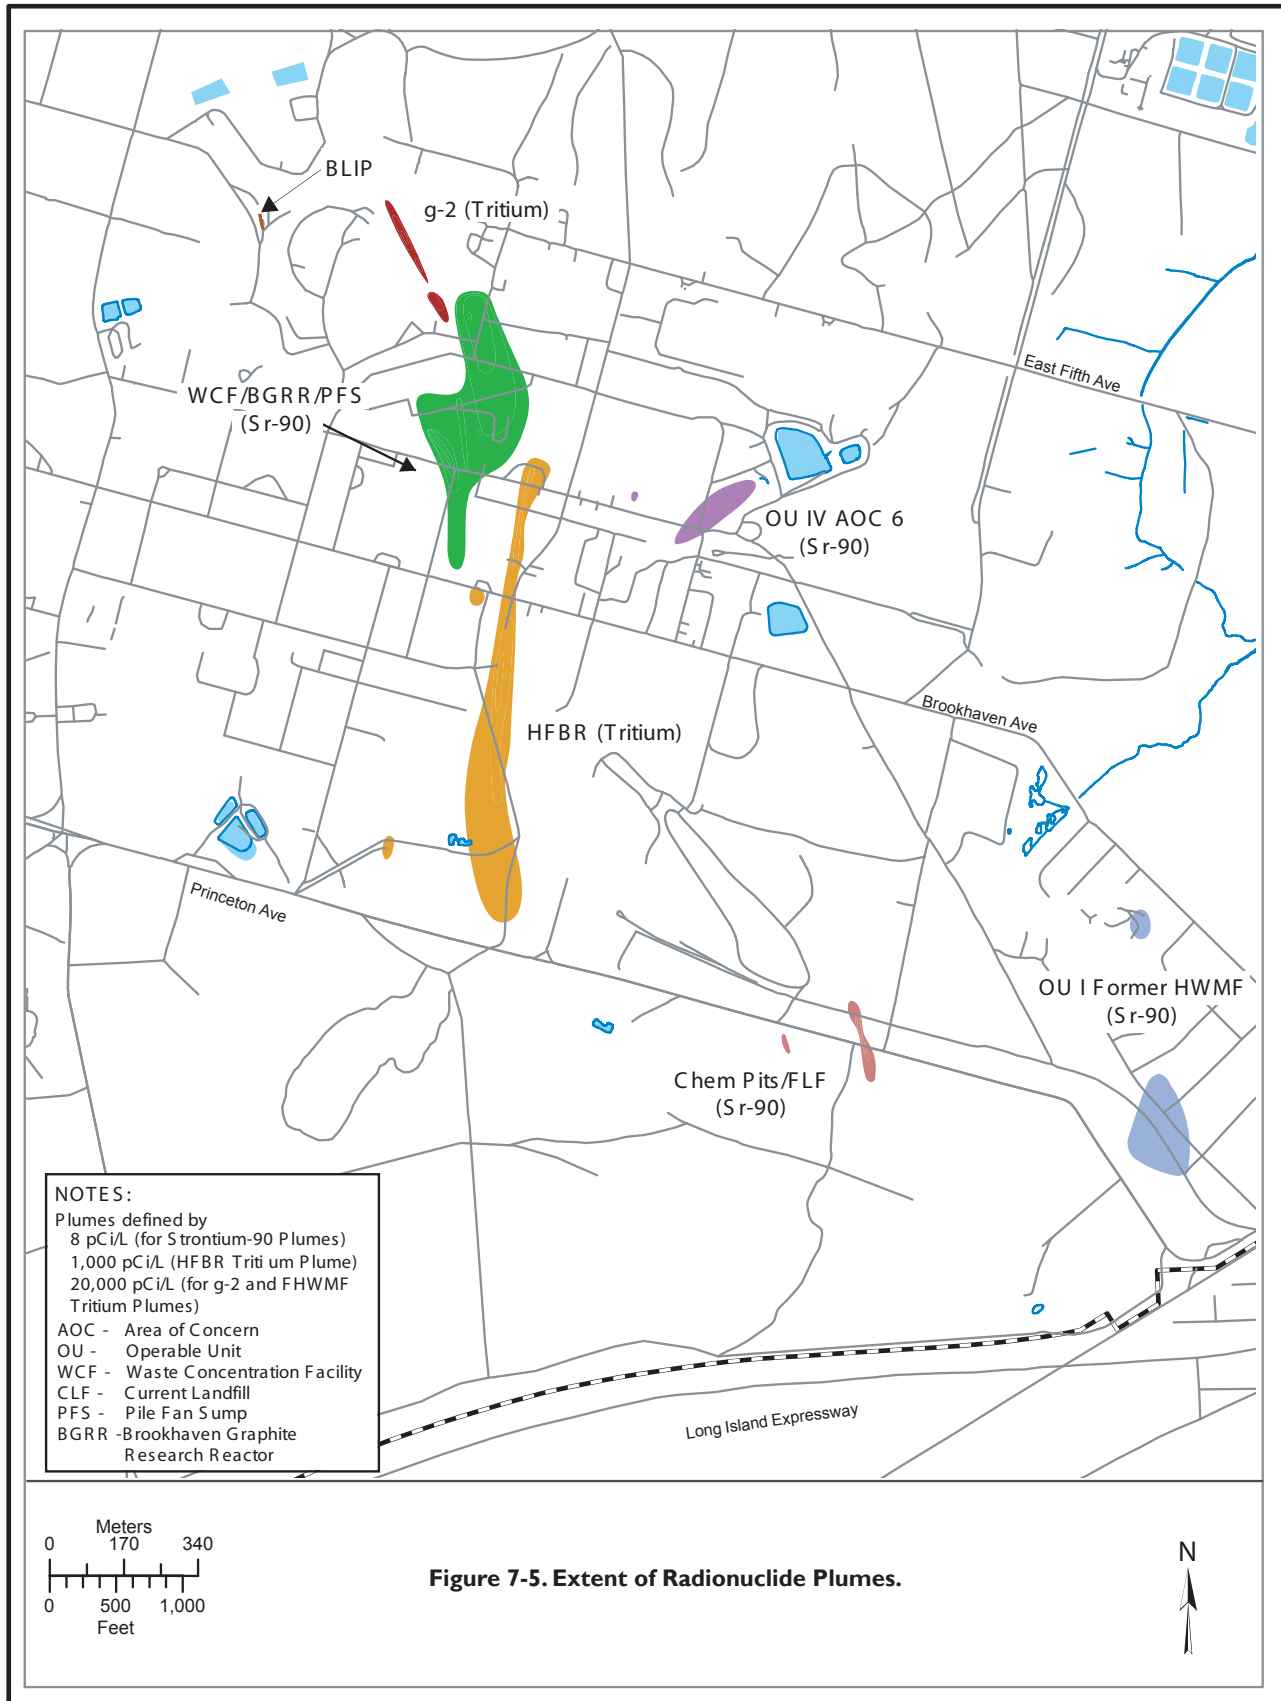 BLIP
g-2 (Tritium)
East Fifth Ave
WCF/BGRR/PFS
(Sr-90)
OU IV AOC 6
(Sr-90)
Brookhaven Ave
HFBR (Tritium)
Princeton Ave
OU I Former HWMF
(Sr-90)
Chem Pits/FLF
(Sr-90)
NOTES:
Plumes defined by
8 pCi/L (for Strontium-90 Plumes)
1,000 pCi/L (HFBR Tritium Plume)
20,000 pCi/L (for g-2 and FHWMF
Tritium Plumes)
AOC - Area of Concern
OU - Operable Unit
WCF - Waste Concentration Facility
CLF - Current Landfill
PFS - Pile Fan Sump
BGRR -Brookhaven Graphite
Research Reactor
Long Island Expressway
Meters
0 170 340
0 500 1,000
Feet
Figure 7-5. Extent of Radionuclide Plumes.
N